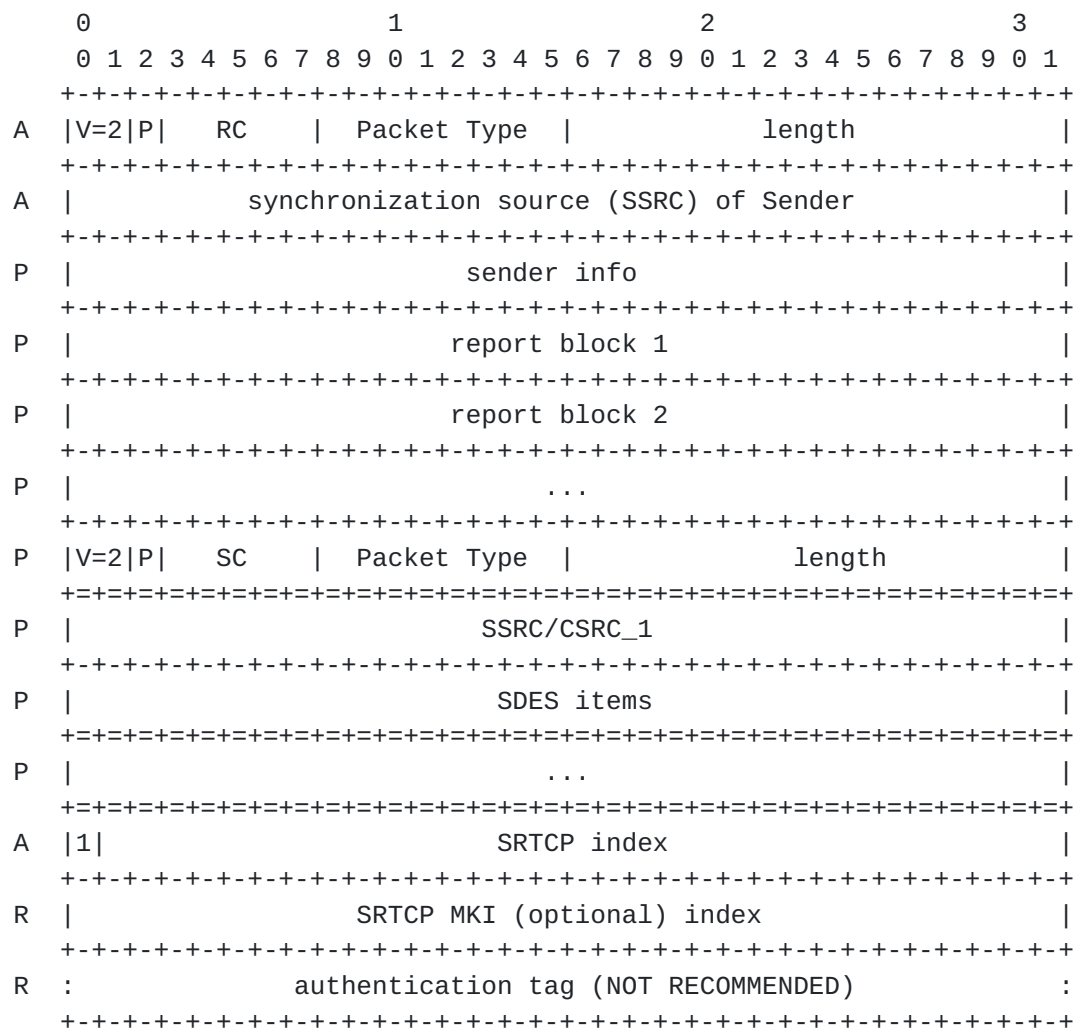 0                   1                   2                   3
     0 1 2 3 4 5 6 7 8 9 0 1 2 3 4 5 6 7 8 9 0 1 2 3 4 5 6 7 8 9 0 1
    +-+-+-+-+-+-+-+-+-+-+-+-+-+-+-+-+-+-+-+-+-+-+-+-+-+-+-+-+-+-+-+-+
A   |V=2|P|   RC    |  Packet Type  |            length             |
    +-+-+-+-+-+-+-+-+-+-+-+-+-+-+-+-+-+-+-+-+-+-+-+-+-+-+-+-+-+-+-+-+
A   |           synchronization source (SSRC) of Sender             |
    +-+-+-+-+-+-+-+-+-+-+-+-+-+-+-+-+-+-+-+-+-+-+-+-+-+-+-+-+-+-+-+-+
P   |                         sender info                           |
    +-+-+-+-+-+-+-+-+-+-+-+-+-+-+-+-+-+-+-+-+-+-+-+-+-+-+-+-+-+-+-+-+
P   |                        report block 1                         |
    +-+-+-+-+-+-+-+-+-+-+-+-+-+-+-+-+-+-+-+-+-+-+-+-+-+-+-+-+-+-+-+-+
P   |                        report block 2                         |
    +-+-+-+-+-+-+-+-+-+-+-+-+-+-+-+-+-+-+-+-+-+-+-+-+-+-+-+-+-+-+-+-+
P   |                              ...                              |
    +-+-+-+-+-+-+-+-+-+-+-+-+-+-+-+-+-+-+-+-+-+-+-+-+-+-+-+-+-+-+-+-+
P   |V=2|P|   SC    |  Packet Type  |              length           |
    +=+=+=+=+=+=+=+=+=+=+=+=+=+=+=+=+=+=+=+=+=+=+=+=+=+=+=+=+=+=+=+=+
P   |                          SSRC/CSRC_1                          |
    +-+-+-+-+-+-+-+-+-+-+-+-+-+-+-+-+-+-+-+-+-+-+-+-+-+-+-+-+-+-+-+-+
P   |                           SDES items                          |
    +=+=+=+=+=+=+=+=+=+=+=+=+=+=+=+=+=+=+=+=+=+=+=+=+=+=+=+=+=+=+=+=+
P   |                              ...                              |
    +=+=+=+=+=+=+=+=+=+=+=+=+=+=+=+=+=+=+=+=+=+=+=+=+=+=+=+=+=+=+=+=+
A   |1|                         SRTCP index                         |
    +-+-+-+-+-+-+-+-+-+-+-+-+-+-+-+-+-+-+-+-+-+-+-+-+-+-+-+-+-+-+-+-+
R   |                  SRTCP MKI (optional) index                   |
    +-+-+-+-+-+-+-+-+-+-+-+-+-+-+-+-+-+-+-+-+-+-+-+-+-+-+-+-+-+-+-+-+
R   :              authentication tag (NOT RECOMMENDED)             :
    +-+-+-+-+-+-+-+-+-+-+-+-+-+-+-+-+-+-+-+-+-+-+-+-+-+-+-+-+-+-+-+-+